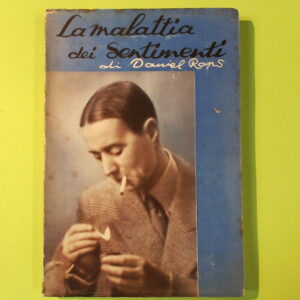 La malattia
dei Sentimenti
di Daniel Rops